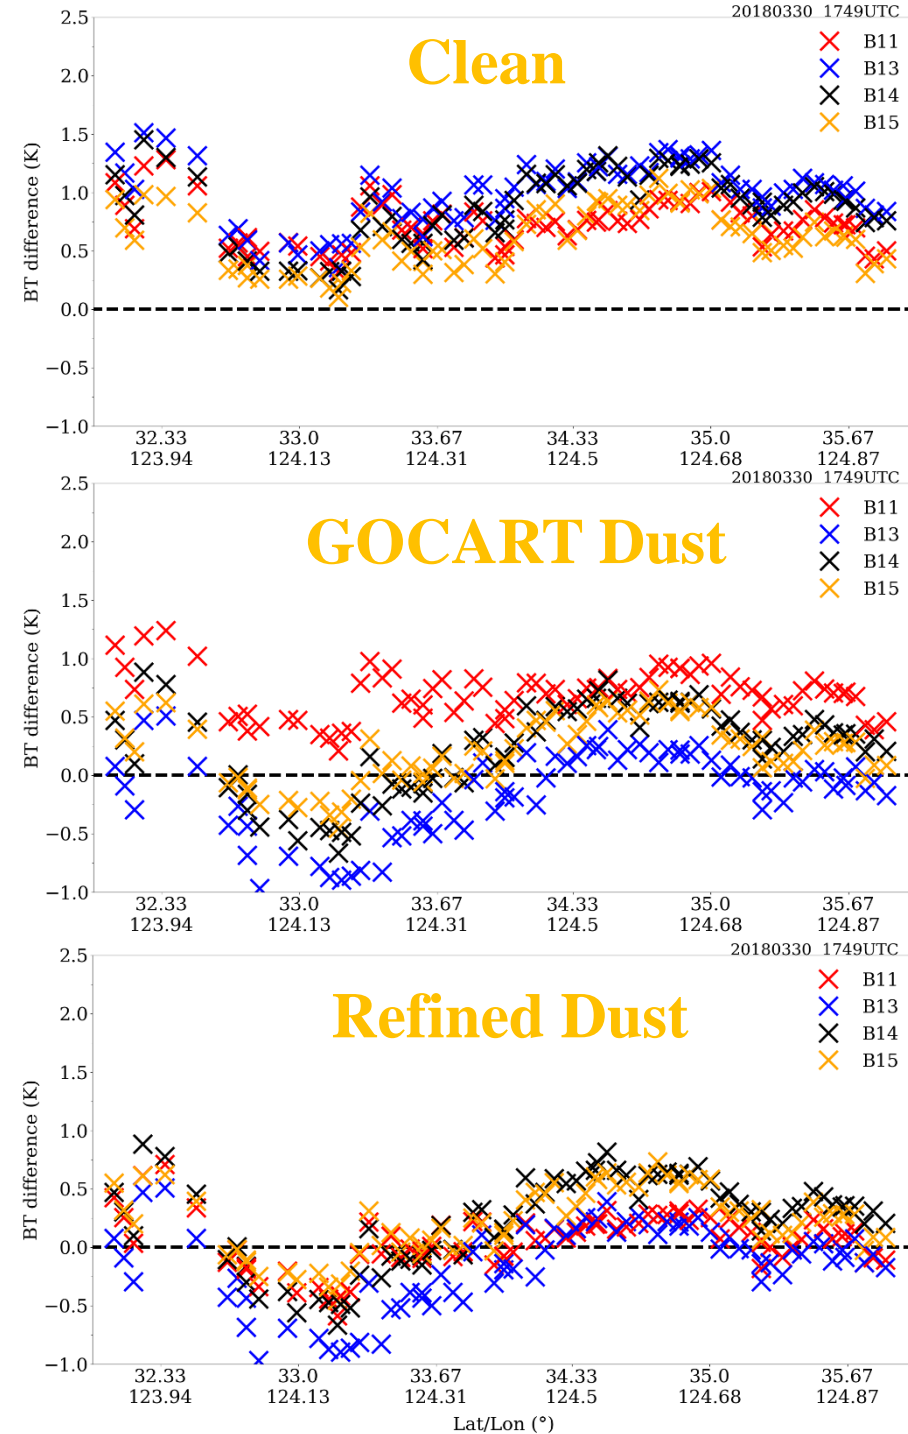 20180330 1749UTC
Clean
B11
B13
B14
B15
BT difference (K)
2.5
2.0
1.5
1.0
0.5
0.0
−0.5
−1.0
32.33 33.0 33.67 34.33 35.0 35.67
123.94 124.13 124.31 124.5 124.68 124.87
20180330 1749UTC
GOCART Dust
B11
B13
B14
B15
BT difference (K)
2.5
2.0
1.5
1.0
0.5
0.0
−0.5
−1.0
32.33 33.0 33.67 34.33 35.0 35.67
123.94 124.13 124.31 124.5 124.68 124.87
20180330 1749UTC
Refined Dust
B11
B13
B14
B15
BT difference (K)
2.5
2.0
1.5
1.0
0.5
0.0
−0.5
−1.0
32.33 33.0 33.67 34.33 35.0 35.67
123.94 124.13 124.31 124.5 124.68 124.87
Lat/Lon (°)